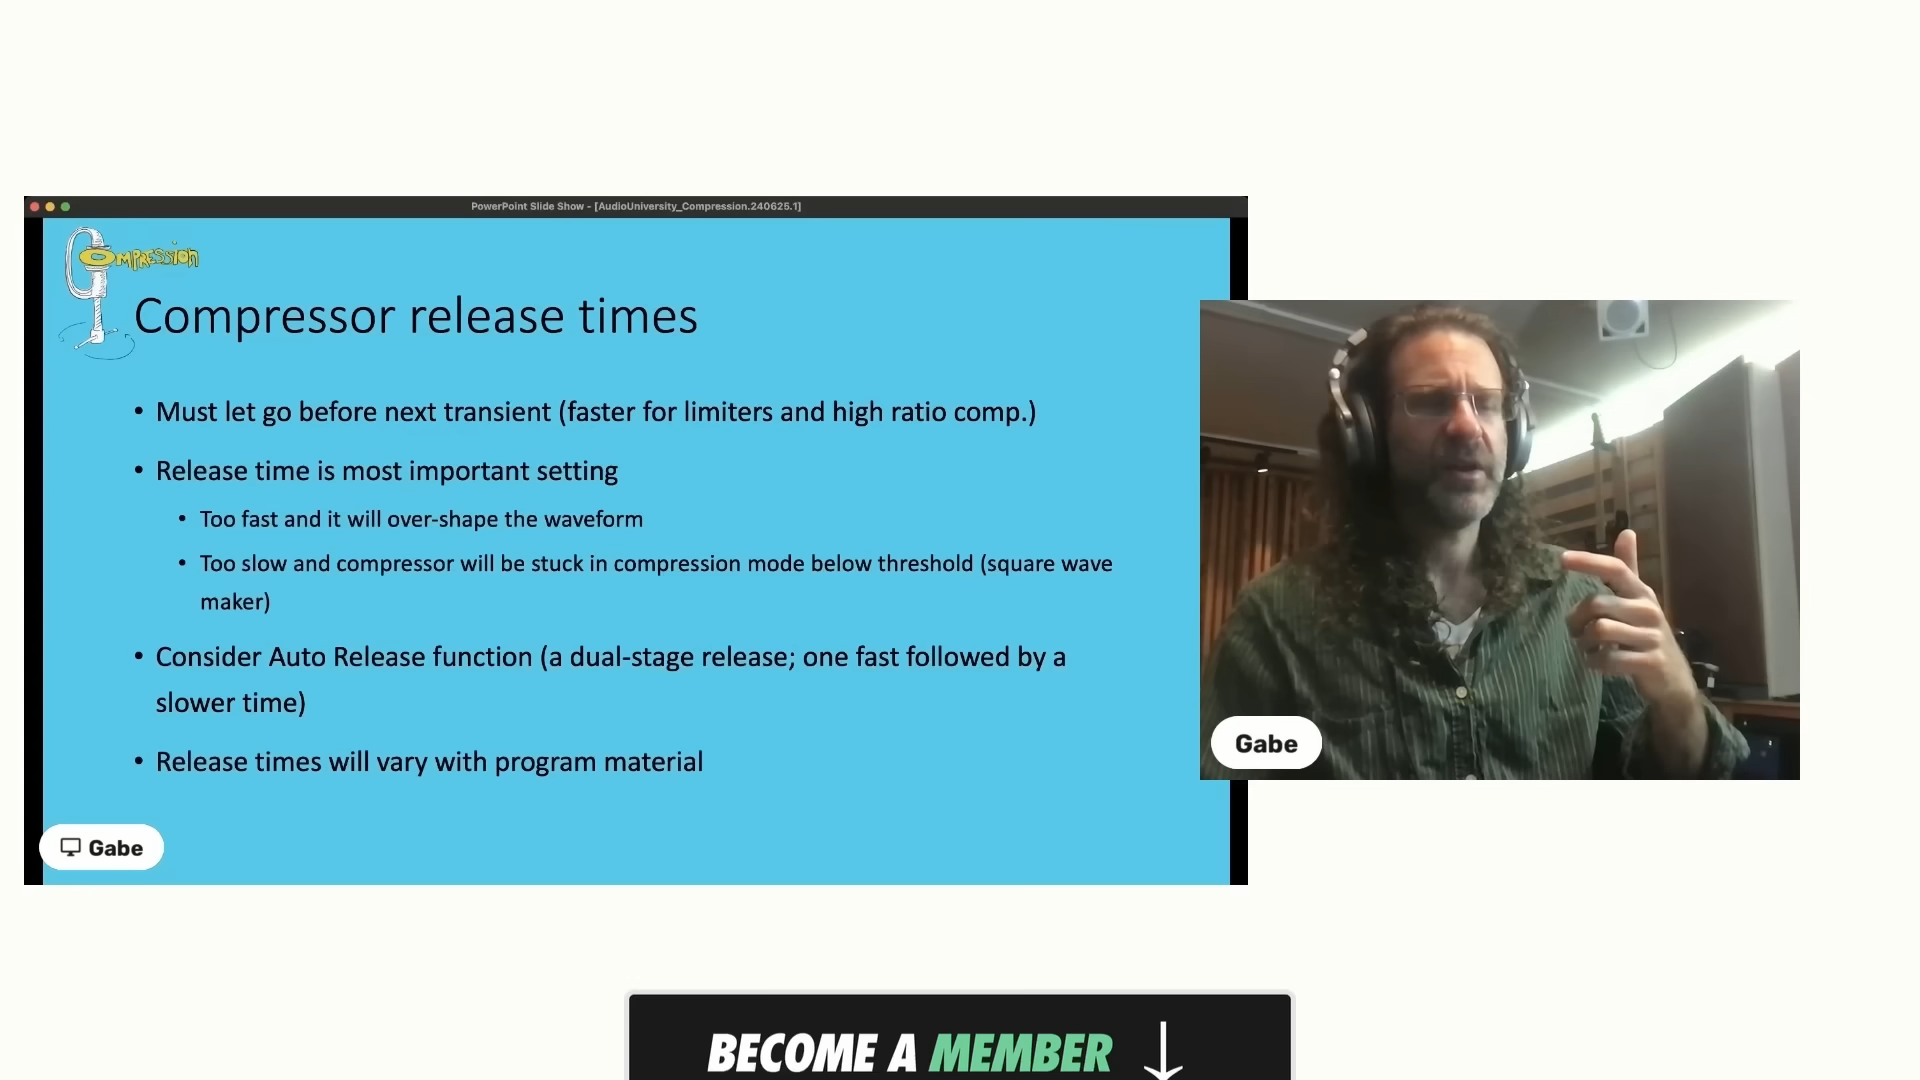 PowerPoint Slide Show - [AudioUniversity_Compression.240625.1]
COMPRESSION
Compressor release times
• Must let go before next transient (faster for limiters and high ratio comp.)
• Release time is most important setting
• Too fast and it will over-shape the waveform
• Too slow and compressor will be stuck in compression mode below threshold (square wave
maker)
• Consider Auto Release function (a dual-stage release; one fast followed by a
slower time)
• Release times will vary with program material
Gabe
Gabe
BECOME A MEMBER